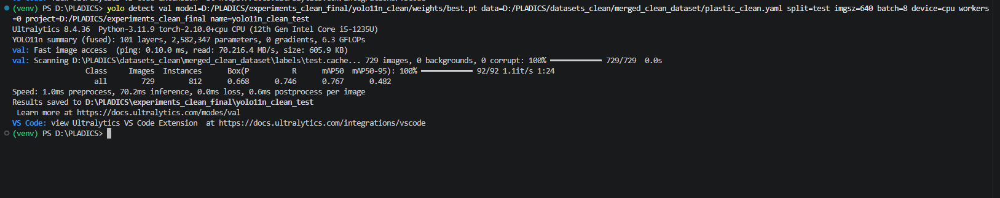 (venv) PS D:\PLADICS> yolo detect val model=D:/PLADICS/experiments_clean_final/yolo11n_clean/weights/best.pt data=D:/PLADICS/datasets_clean/merged_clean_dataset/plastic_clean.yaml split=test imgsz=640 batch=8 device=cpu workers
=0 project=D:/PLADICS/experiments_clean_final name=yolo11n_clean_test
Ultralytics 8.4.36 Python-3.11.9 torch-2.10.0+cpu CPU (12th Gen Intel Core i5-1235U)
YOLO11n summary (fused): 101 layers, 2,582,347 parameters, 0 gradients, 6.3 GFLOPs
val: Fast image access (ping: 0.10.0 ms, read: 70.216.4 MB/s, size: 605.9 KB)
val: Scanning D:\PLADICS\datasets_clean\merged_clean_dataset\labels\test.cache... 729 images, 0 backgrounds, 0 corrupt: 100% ━━━━━━━━━━━━ 729/729 0.0s
Class Images Instances Box(P R mAP50 mAP50-95): 100% ━━━━━━━━━━━━ 92/92 1.1it/s 1:24
all 729 812 0.668 0.746 0.767 0.482
Speed: 1.0ms preprocess, 70.2ms inference, 0.0ms loss, 0.6ms postprocess per image
Results saved to D:\PLADICS\experiments_clean_final\yolo11n_clean_test
Learn more at https://docs.ultralytics.com/modes/val
VS Code: view Ultralytics VS Code Extension at https://docs.ultralytics.com/integrations/vscode
(venv) PS D:\PLADICS>